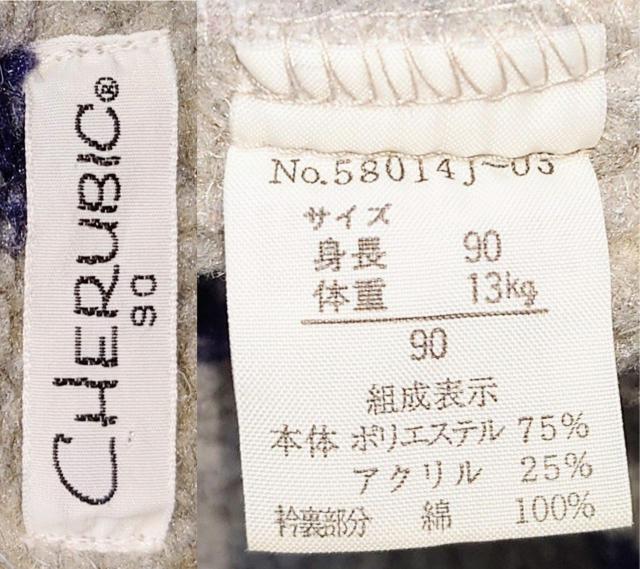 CHERUBIC®
90
No.58014J-05
サイズ
身長 90
体重 13kg
90
組成表示
本体 ポリエステル 75%
アクリル 25%
衿裏部分 綿 100%